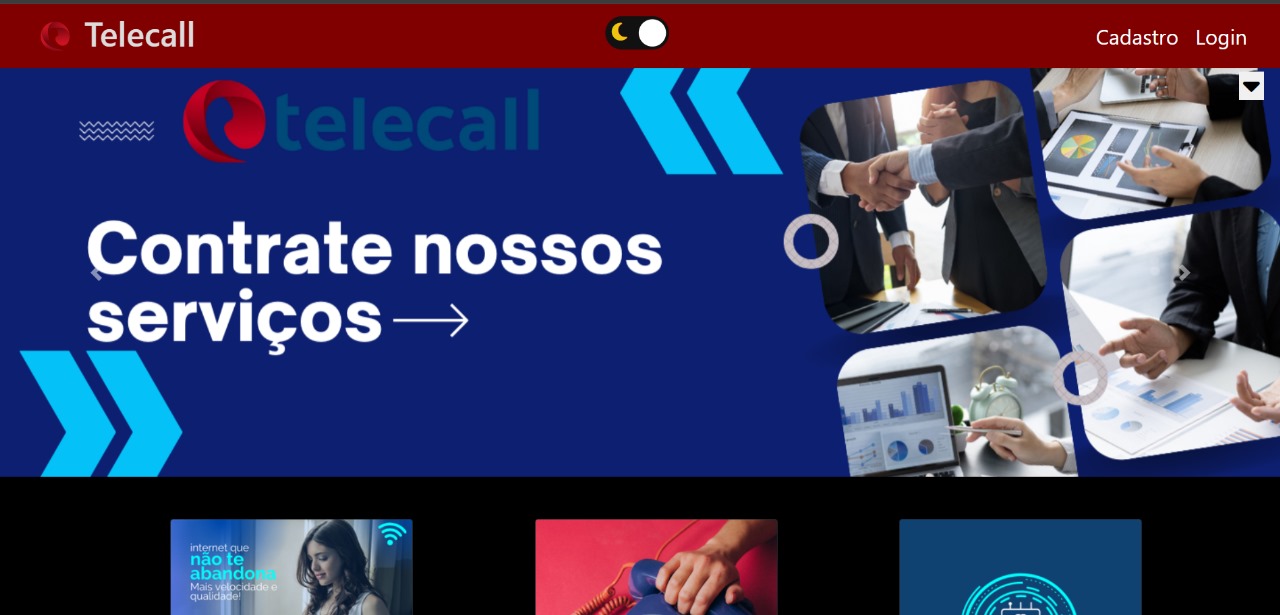 Telecall
Cadastro Login
telecall
Contrate nossos
serviços
internet que
não te
abandona
Mais velocidade e
qualidade!